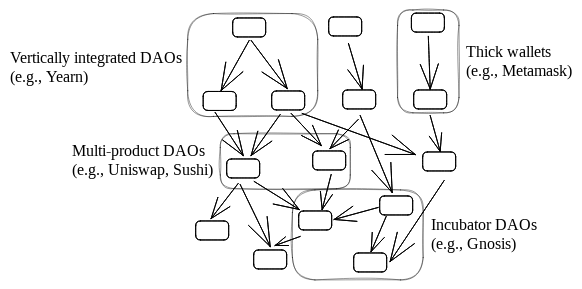 Vertically integrated DAOs
(e.g., Yearn)
Thick wallets
(e.g., Metamask)
Multi-product DAOs
(e.g., Uniswap, Sushi)
Incubator DAOs
(e.g., Gnosis)